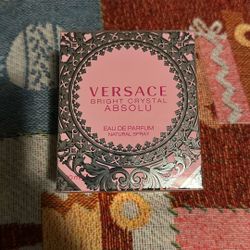 VERSACE
BRIGHT CRYSTAL
ABSOLU
EAU DE PARFUM
NATURAL SPRAY